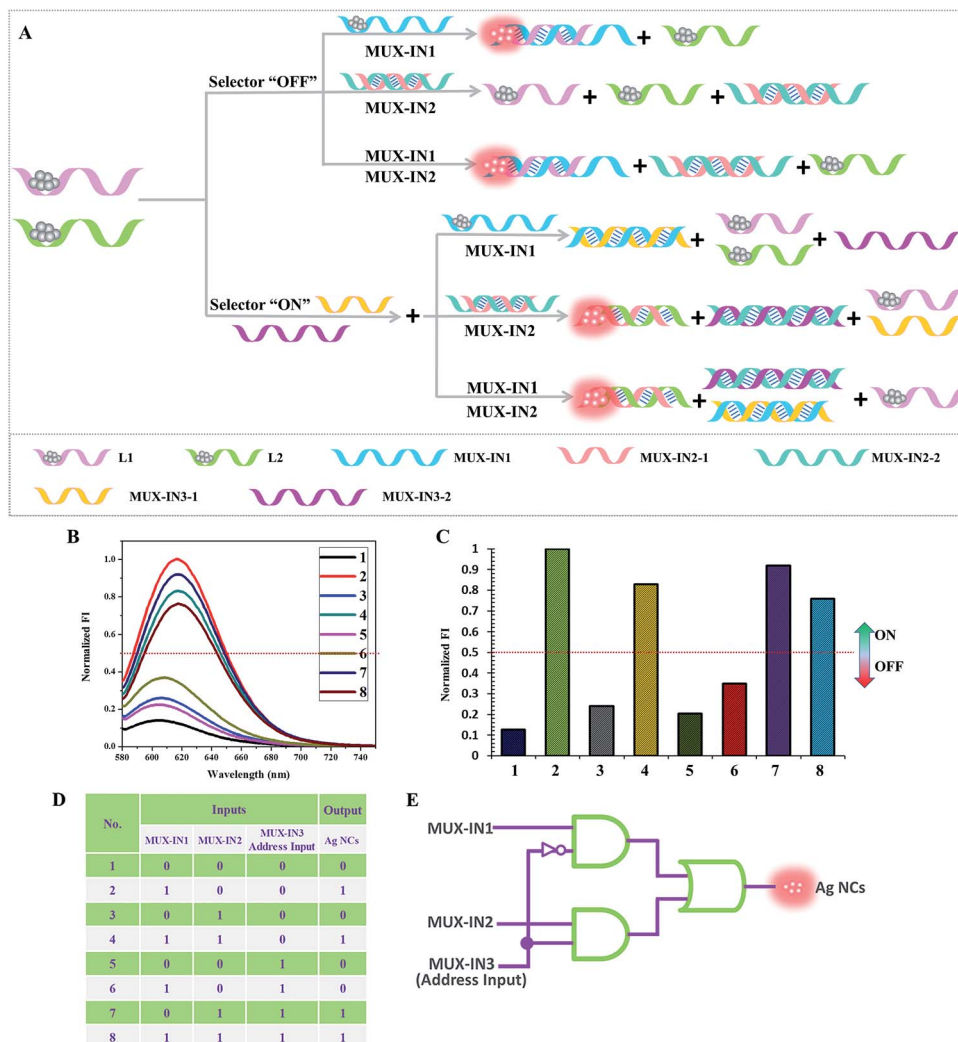 A
MUX-IN1
Selector “OFF”
MUX-IN2
MUX-IN1
MUX-IN2
MUX-IN1
Selector “ON”
MUX-IN2
MUX-IN1
MUX-IN2
L1 L2 MUX-IN1 MUX-IN2-1 MUX-IN2-2
MUX-IN3-1 MUX-IN3-2
B
Normalized FI
1.0
0.8
0.6
0.4
0.2
0.0
580 600 620 640 660 680 700 720 740
Wavelength (nm)
1
2
3
4
5
6
7
8
C
Normalized FI
1
0.9
0.8
0.7
0.6
0.5
0.4
0.3
0.2
0.1
0
1 2 3 4 5 6 7 8
ON
OFF
D
No. Inputs Output
MUX-IN1 MUX-IN2 MUX-IN3 Address Input Ag NCs
1 0 0 0 0
2 1 0 0 1
3 0 1 0 0
4 1 1 0 1
5 0 0 1 0
6 1 0 1 0
7 0 1 1 1
8 1 1 1 1
E
MUX-IN1
Ag NCs
MUX-IN2
MUX-IN3
(Address Input)